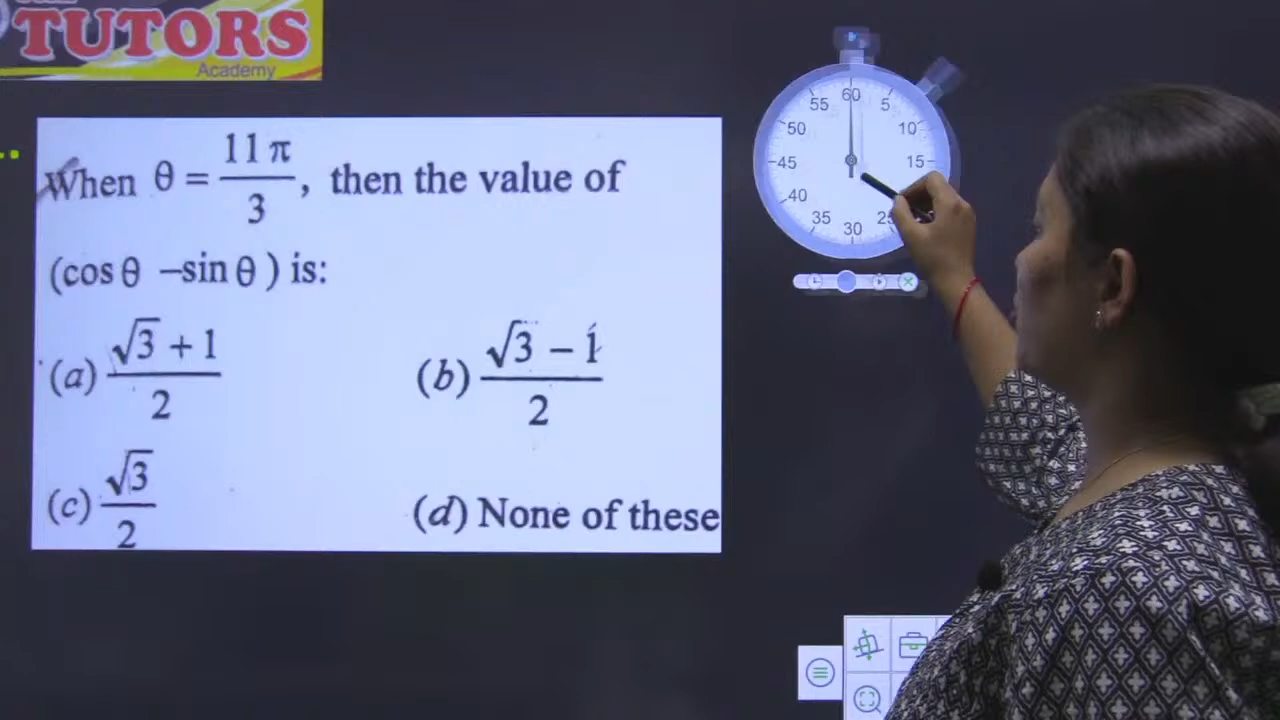 TUTORS
Academy
When θ = 11 π / 3, then the value of
(cos θ –sin θ ) is:
(a) √3 + 1 / 2
(b) √3 – 1 / 2
(c) √3 / 2
(d) None of these
60
5
10
15
25
30
35
40
45
50
55